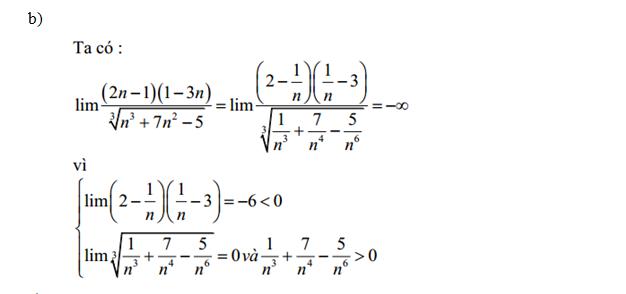 b)
Ta có :
lim (2n−1)(1−3n) / ∛(n³+7n²−5) = lim (2−1/n)(1/n−3) / ∛(1/n³+7/n⁴−5/n⁶) = −∞
vì
{ lim(2−1/n)(1/n−3)=−6<0
lim ∛(1/n³+7/n⁴−5/n⁶) = 0 và 1/n³+7/n⁴−5/n⁶ > 0